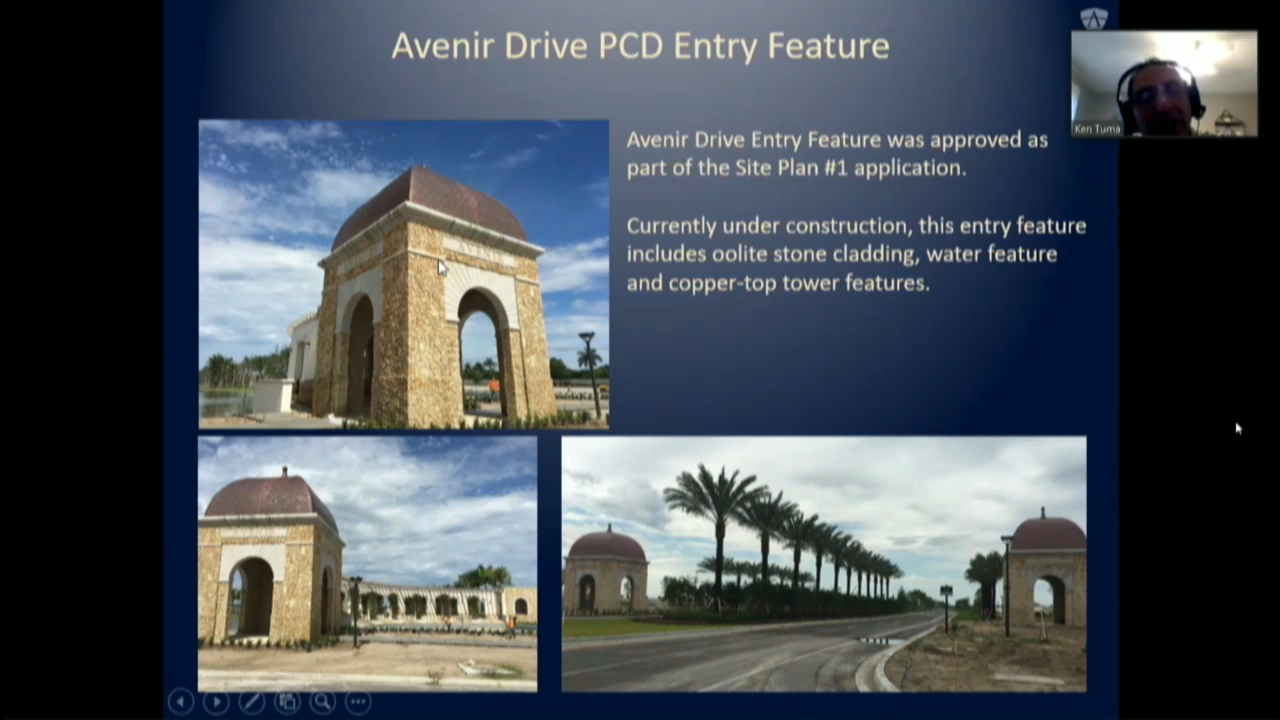 Avenir Drive PCD Entry Feature
Avenir Drive Entry Feature was approved as
part of the Site Plan #1 application.
Currently under construction, this entry feature
includes oolite stone cladding, water feature
and copper-top tower features.
Ken Tuma